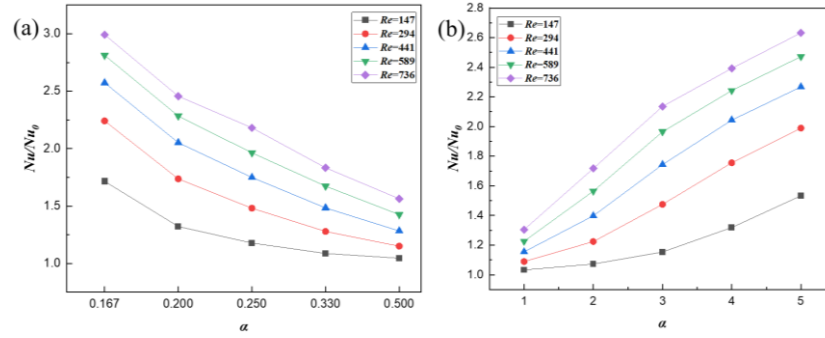 (a)
3.0
2.5
2.0
1.5
1.0
Nu/Nu₀
Re=147
Re=294
Re=441
Re=589
Re=736
0.167 0.200 0.250 0.330 0.500
α
(b)
2.8
2.6
2.4
2.2
2.0
1.8
1.6
1.4
1.2
1.0
Nu/Nu₀
Re=147
Re=294
Re=441
Re=589
Re=736
1 2 3 4 5
α